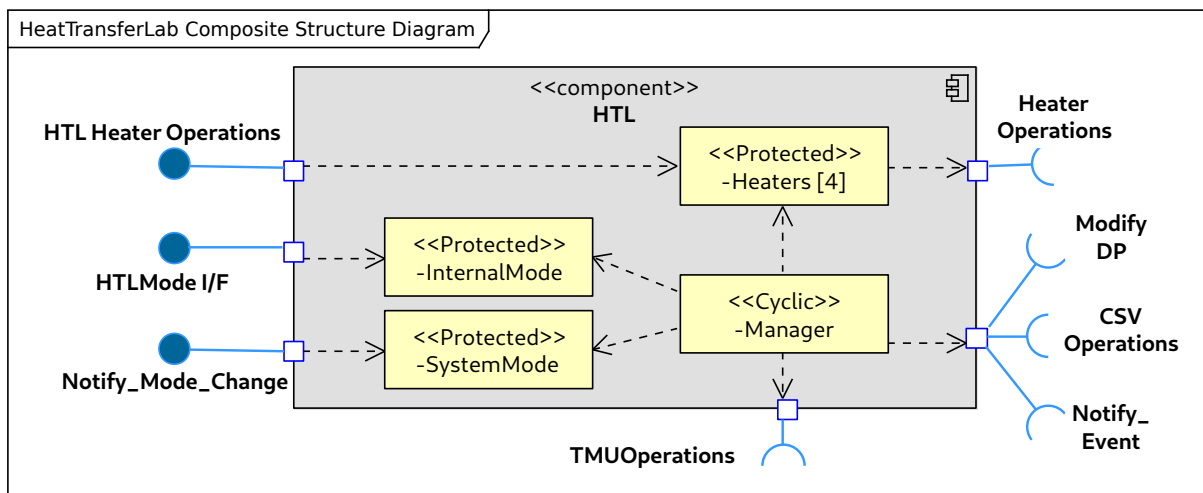 HeatTransferLab Composite Structure Diagram
<<component>>
HTL
HTL Heater Operations
<<Protected>>
-Heaters [4]
Heater
Operations
HTLMode I/F
<<Protected>>
-InternalMode
<<Cyclic>>
-Manager
Modify
DP
CSV
Operations
Notify_Mode_Change
<<Protected>>
-SystemMode
Notify_
Event
TMUOperations